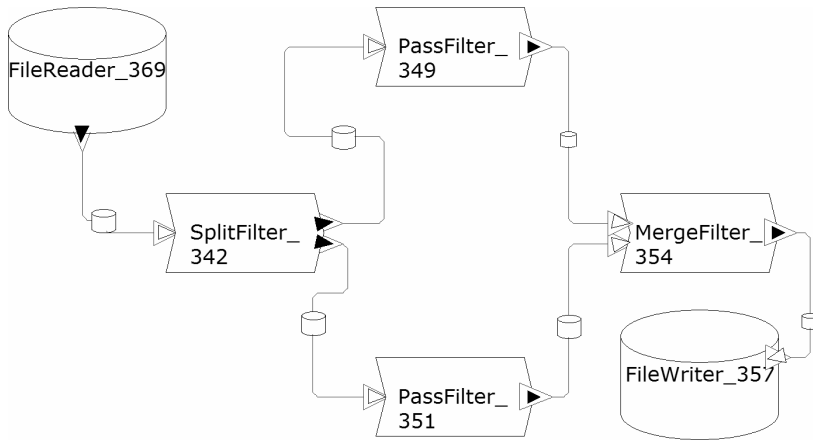 FileReader_369
PassFilter_
349
SplitFilter_
342
MergeFilter_
354
FileWriter_357
PassFilter_
351